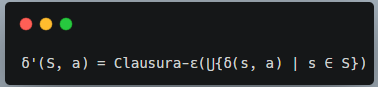 δ'(S, a) = Clausura-ε(⋃{δ(s, a) | s ∈ S})